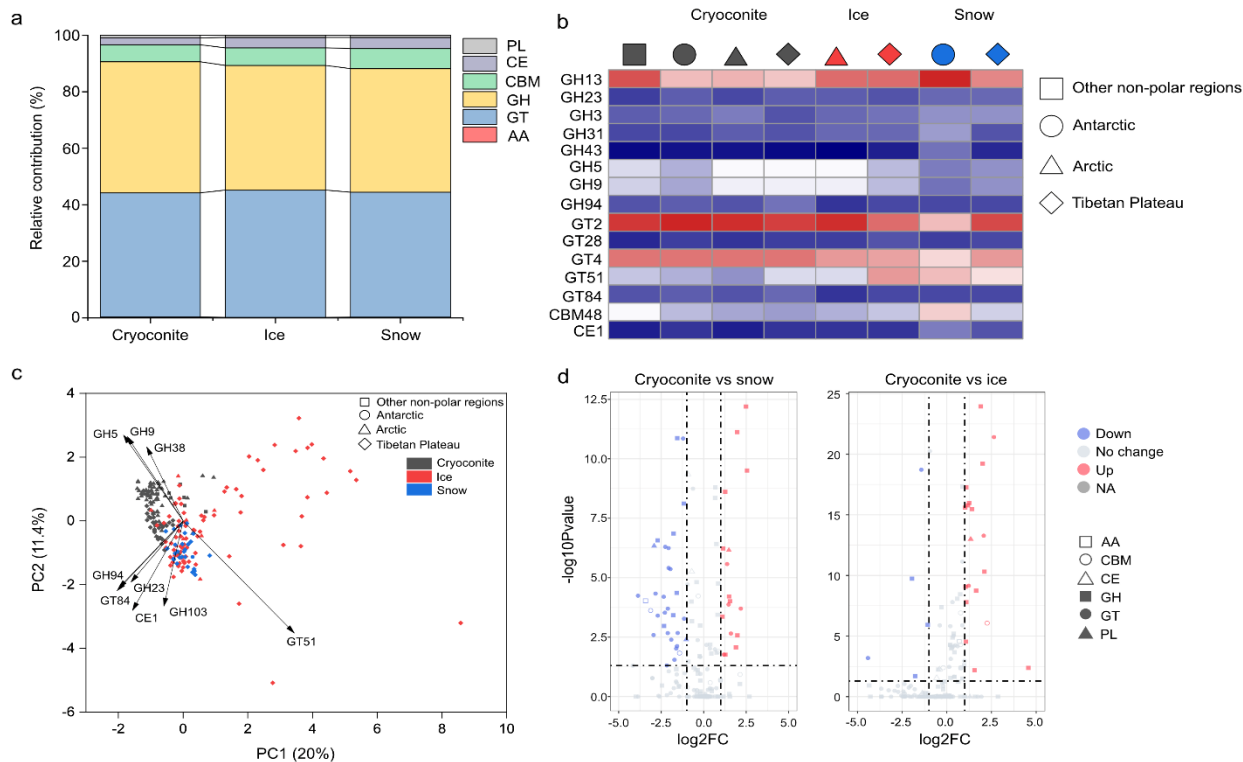 a
Relative contribution (%)
100
80
60
40
20
0
Cryoconite Ice Snow
PL
CE
CBM
GH
GT
AA
b
Cryoconite Ice Snow
GH13
GH23
GH3
GH31
GH43
GH5
GH9
GH94
GT2
GT28
GT4
GT51
GT84
CBM48
CE1
Other non-polar regions
Antarctic
Arctic
Tibetan Plateau
c
PC2 (11.4%)
4
2
0
-2
-4
-6
-2 0 2 4 6 8 10
PC1 (20%)
GH5
GH9
GH38
GH94
GH23
GT84
CE1
GH103
GT51
Other non-polar regions
Antarctic
Arctic
Tibetan Plateau
Cryoconite
Ice
Snow
d
Cryoconite vs snow
-log10Pvalue
12.5
10.0
7.5
5.0
2.5
0.0
-5.0 -2.5 0.0 2.5 5.0
log2FC
Cryoconite vs ice
25
20
15
10
5
0
-5.0 -2.5 0.0 2.5 5.0
log2FC
Down
No change
Up
NA
AA
CBM
CE
GH
GT
PL